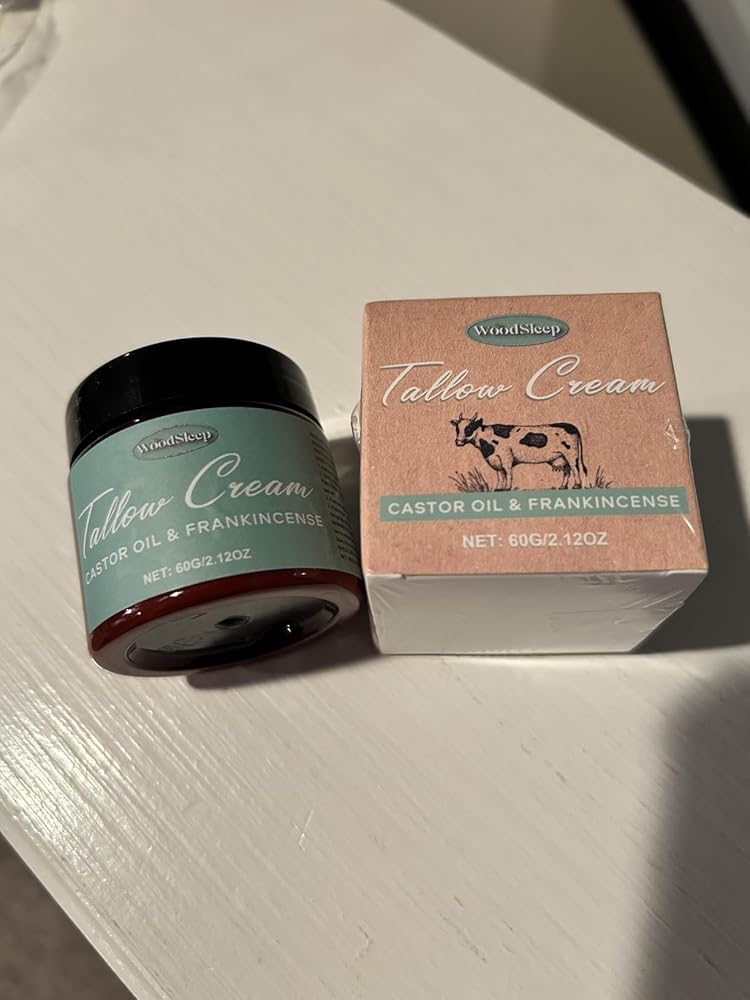 WoodSleep
Tallow Cream
CASTOR OIL & FRANKINCENSE
NET: 60G/2.12OZ
WoodSleep
Tallow Cream
CASTOR OIL & FRANKINCENSE
NET: 60G/2.12OZ